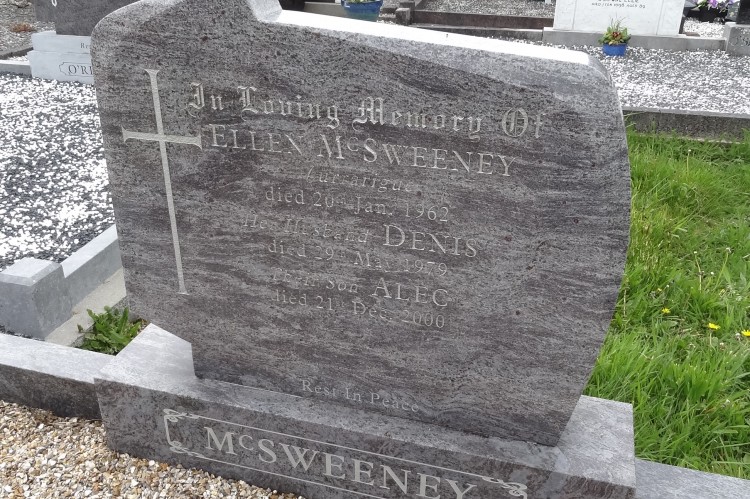 In Loving Memory Of
ELLEN McSWEENEY
died 20th Jan. 1962
Her Husband DENIS
died 29th May 1979
Their Son ALEC
died 21st Dec. 2000
Rest In Peace
McSWEENEY